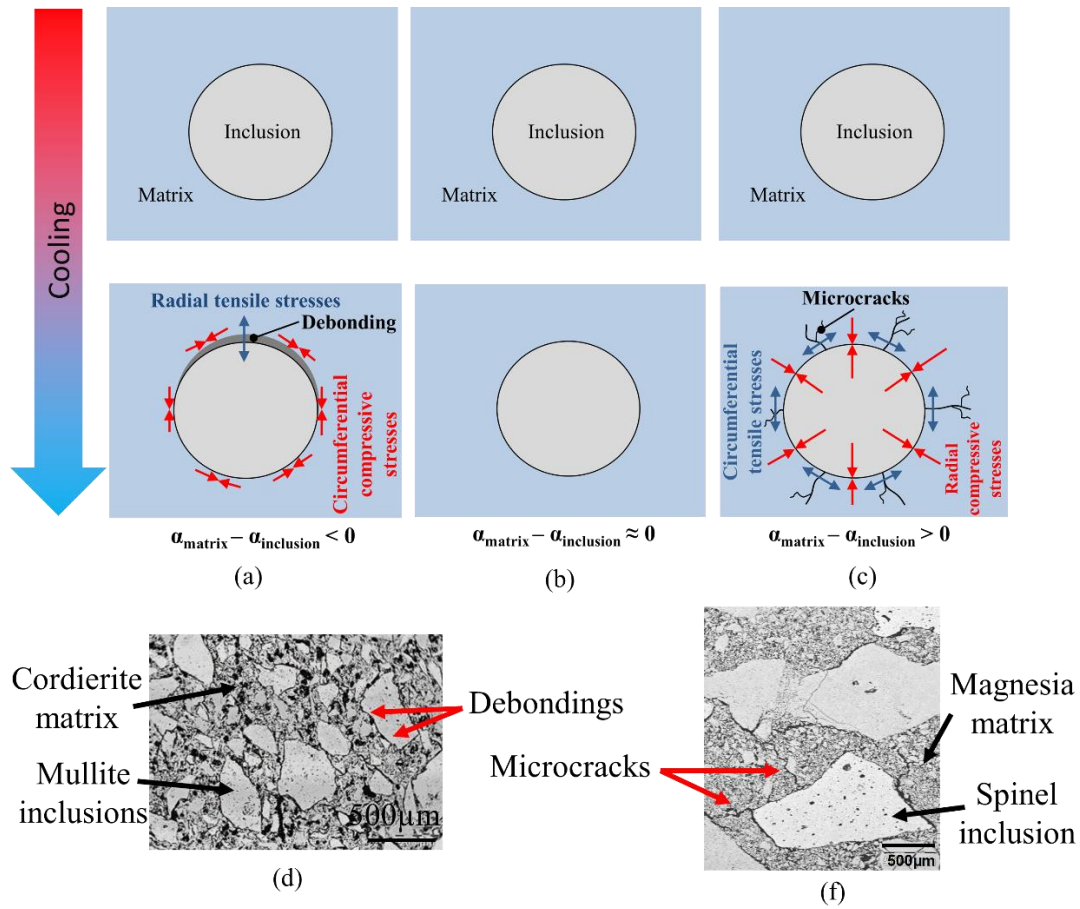 Cooling
Inclusion
Matrix
Inclusion
Matrix
Inclusion
Matrix
Radial tensile stresses
Debonding
Circumferential
compressive
stresses
Microcracks
Circumferential
tensile stresses
Radial
compressive
stresses
αmatrix – αinclusion < 0
αmatrix – αinclusion ≈ 0
αmatrix – αinclusion > 0
(a)
(b)
(c)
Cordierite
matrix
Mullite
inclusions
Debondings
500μm
(d)
Microcracks
Magnesia
matrix
Spinel
inclusion
500μm
(f)